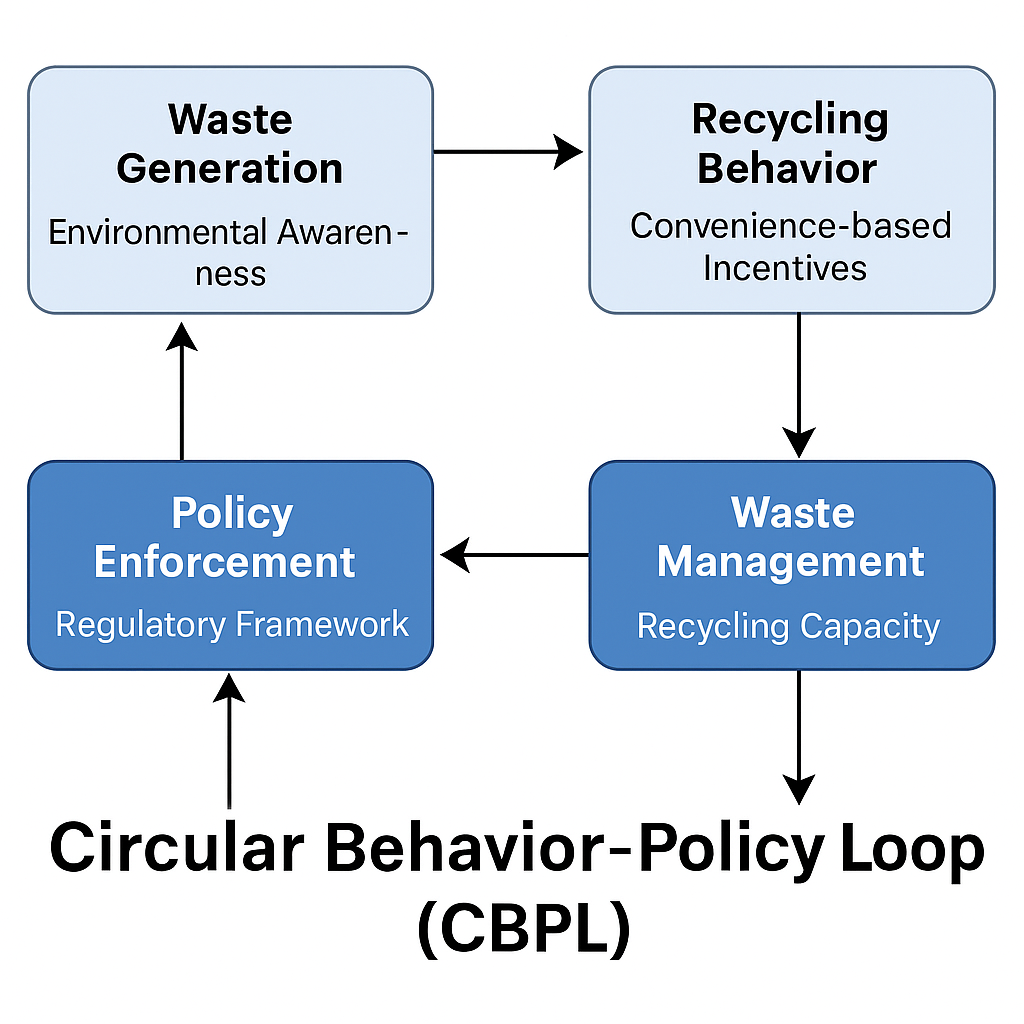 Waste
Generation
Environmental Awaren-
ness
Recycling
Behavior
Convenience-based
Incentives
Policy
Enforcement
Regulatory Framework
Waste
Management
Recycling Capacity
Circular Behavior-Policy Loop
(CBPL)